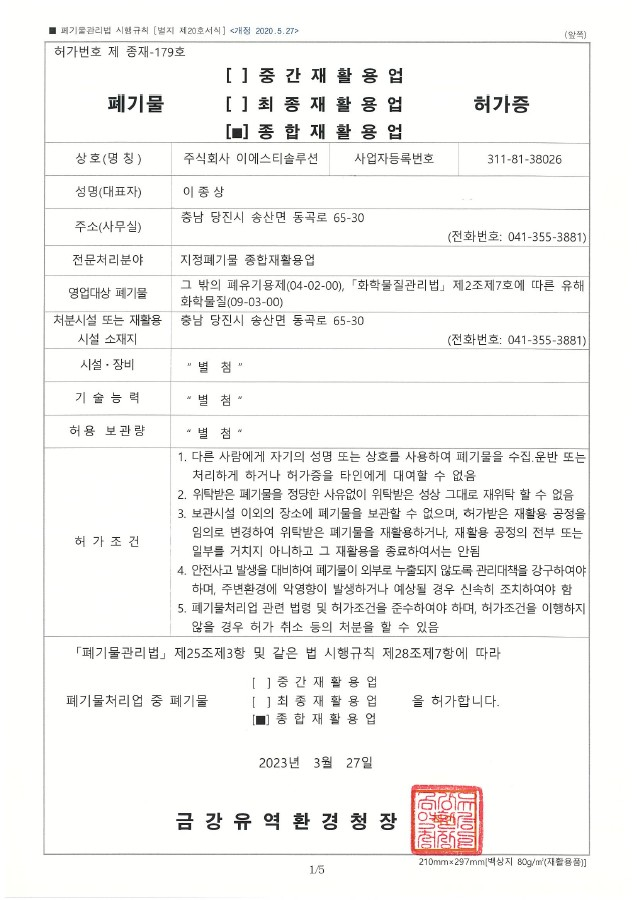 ■ 폐기물관리법 시행규칙 [별지 제20호서식] <개정 2020.5.27>
(앞쪽)
허가번호 제 종재-179호
[ ] 중 간 재 활 용 업
폐기물 [ ] 최 종 재 활 용 업 허가증
[■] 종 합 재 활 용 업
상 호 (명 칭) 주식회사 이에스티솔루션 사업자등록번호 311-81-38026
성명(대표자) 이 종 상
주소(사무실) 충남 당진시 송산면 동곡로 65-30
(전화번호: 041-355-3881)
전문처리분야 지정폐기물 종합재활용업
영업대상 폐기물 그 밖의 폐유기용제(04-02-00),「화학물질관리법」제2조제7호에 따른 유해
화학물질(09-03-00)
처분시설 또는 재활용 충남 당진시 송산면 동곡로 65-30
시설 소재지 (전화번호: 041-355-3881)
시설・장비 " 별 첨 "
기 술 능 력 " 별 첨 "
허 용 보 관 량 " 별 첨 "
허 가 조 건
1. 다른 사람에게 자기의 성명 또는 상호를 사용하여 폐기물을 수집.운반 또는
처리하게 하거나 허가증을 타인에게 대여할 수 없음
2. 위탁받은 폐기물을 정당한 사유없이 위탁받은 성상 그대로 재위탁 할 수 없음
3. 보관시설 이외의 장소에 폐기물을 보관할 수 없으며, 허가받은 재활용 공정을
임의로 변경하여 위탁받은 폐기물을 재활용하거나, 재활용 공정의 전부 또는
일부를 거치지 아니하고 그 재활용을 종료하여서는 안됨
4. 안전사고 발생을 대비하여 폐기물이 외부로 누출되지 않도록 관리대책을 강구하여야
하며, 주변환경에 악영향이 발생하거나 예상될 경우 신속히 조치하여야 함
5. 폐기물처리업 관련 법령 및 허가조건을 준수하여야 하며, 허가조건을 이행하지
않을 경우 허가 취소 등의 처분을 할 수 있음
「폐기물관리법」제25조제3항 및 같은 법 시행규칙 제28조제7항에 따라
[ ] 중 간 재 활 용 업
폐기물처리업 중 폐기물 [ ] 최 종 재 활 용 업 을 허가합니다.
[■] 종 합 재 활 용 업
2023년 3월 27일
금 강 유 역 환 경 청 장
210mm×297mm[백상지 80g/㎡(재활용품)]
1/5